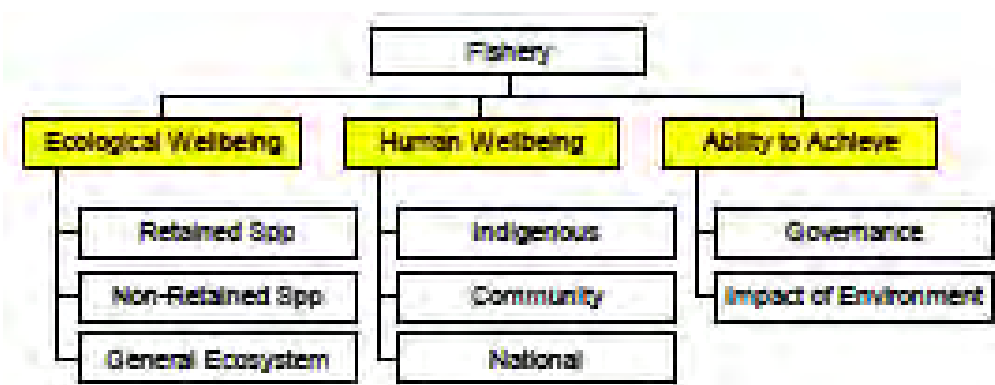 Fishery
Ecological Wellbeing
Human Wellbeing
Ability to Achieve
Retained Spp
Indigenous
Governance
Non-Retained Spp
Community
Impact of Environment
General Ecosystem
National